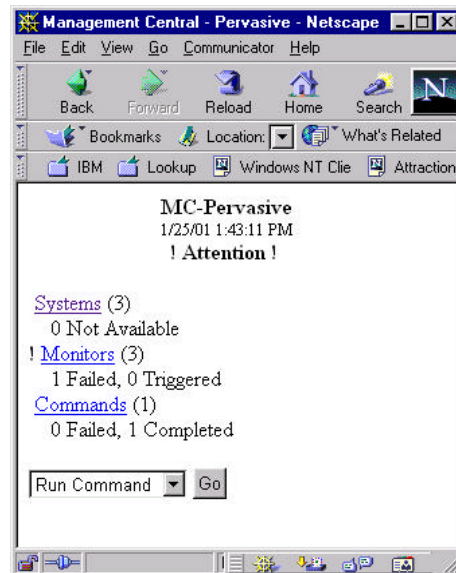 Management Central - Pervasive - Netscape
File Edit View Go Communicator Help
Back Forward Reload Home Search N
Bookmarks Location: What's Related
IBM Lookup Windows NT Clie Attraction
MC-Pervasive
1/25/01 1:43:11 PM
! Attention !
Systems (3)
0 Not Available
! Monitors (3)
1 Failed, 0 Triggered
Commands (1)
0 Failed, 1 Completed
Run Command Go